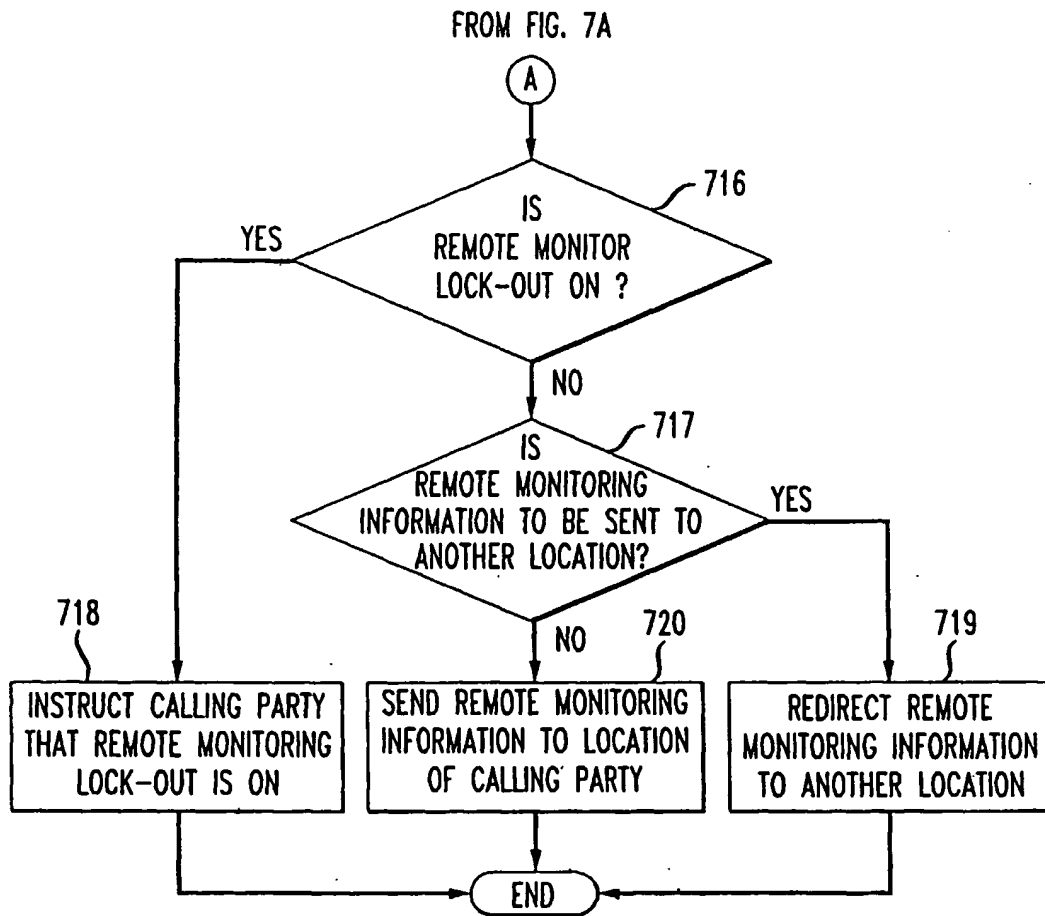 FROM FIG. 7A
A
716
IS
REMOTE MONITOR
LOCK-OUT ON ?
YES
NO
717
IS
REMOTE MONITORING
INFORMATION TO BE SENT TO
ANOTHER LOCATION?
YES
NO
718
INSTRUCT CALLING PARTY
THAT REMOTE MONITORING
LOCK-OUT IS ON
720
SEND REMOTE MONITORING
INFORMATION TO LOCATION
OF CALLING PARTY
719
REDIRECT REMOTE
MONITORING INFORMATION
TO ANOTHER LOCATION
END